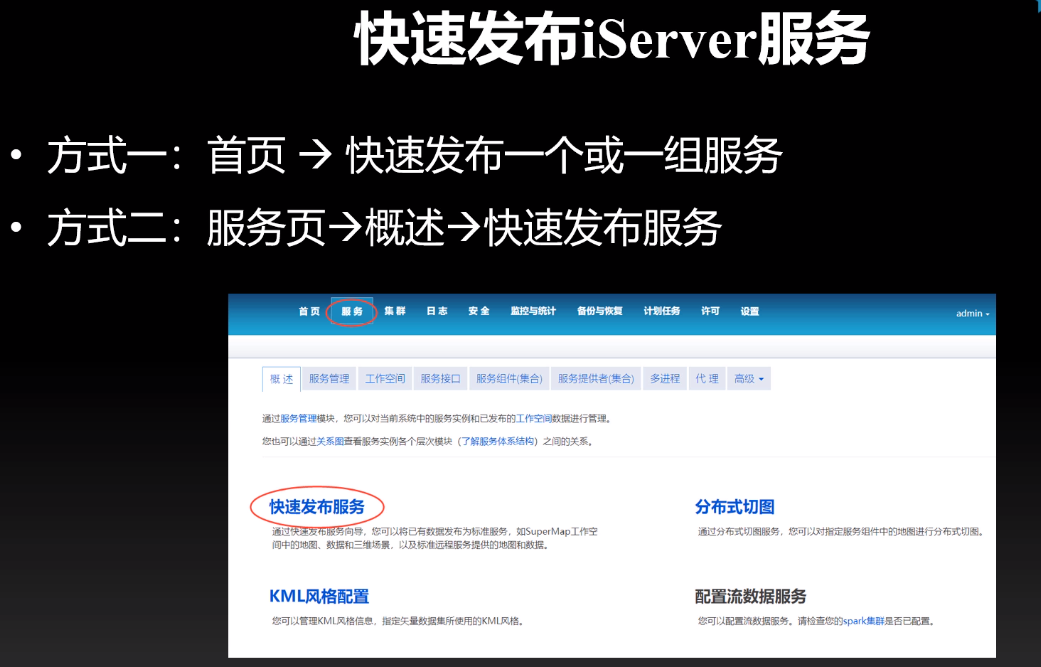 快速发布iServer服务
• 方式一：首页 → 快速发布一个或一组服务
• 方式二：服务页→概述→快速发布服务
首页 服务 集群 日志 安全 监控与统计 备份与恢复 计划任务 许可 设置 admin
概述 服务管理 工作空间 服务接口 服务组件(集合) 服务提供者(集合) 多进程 代理 高级
通过服务管理模块，您可以对当前系统中的服务实例和已发布的工作空间数据进行管理。
您也可以通过关系图查看服务实例各个层次模块（了解服务体系结构）之间的关系。
快速发布服务
通过快速发布服务向导，您可以将已有数据发布为标准服务，如SuperMap工作空
间中的地图、数据和三维场景，以及标准远程服务提供的地图和数据。
分布式切图
通过分布式切图服务，您可以对指定服务组件中的地图进行分布式切图。
KML风格配置
您可以管理KML风格信息，指定矢量数据集所使用的KML风格。
配置流数据服务
您可以配置流数据服务。请检查您的spark集群是否已配置。